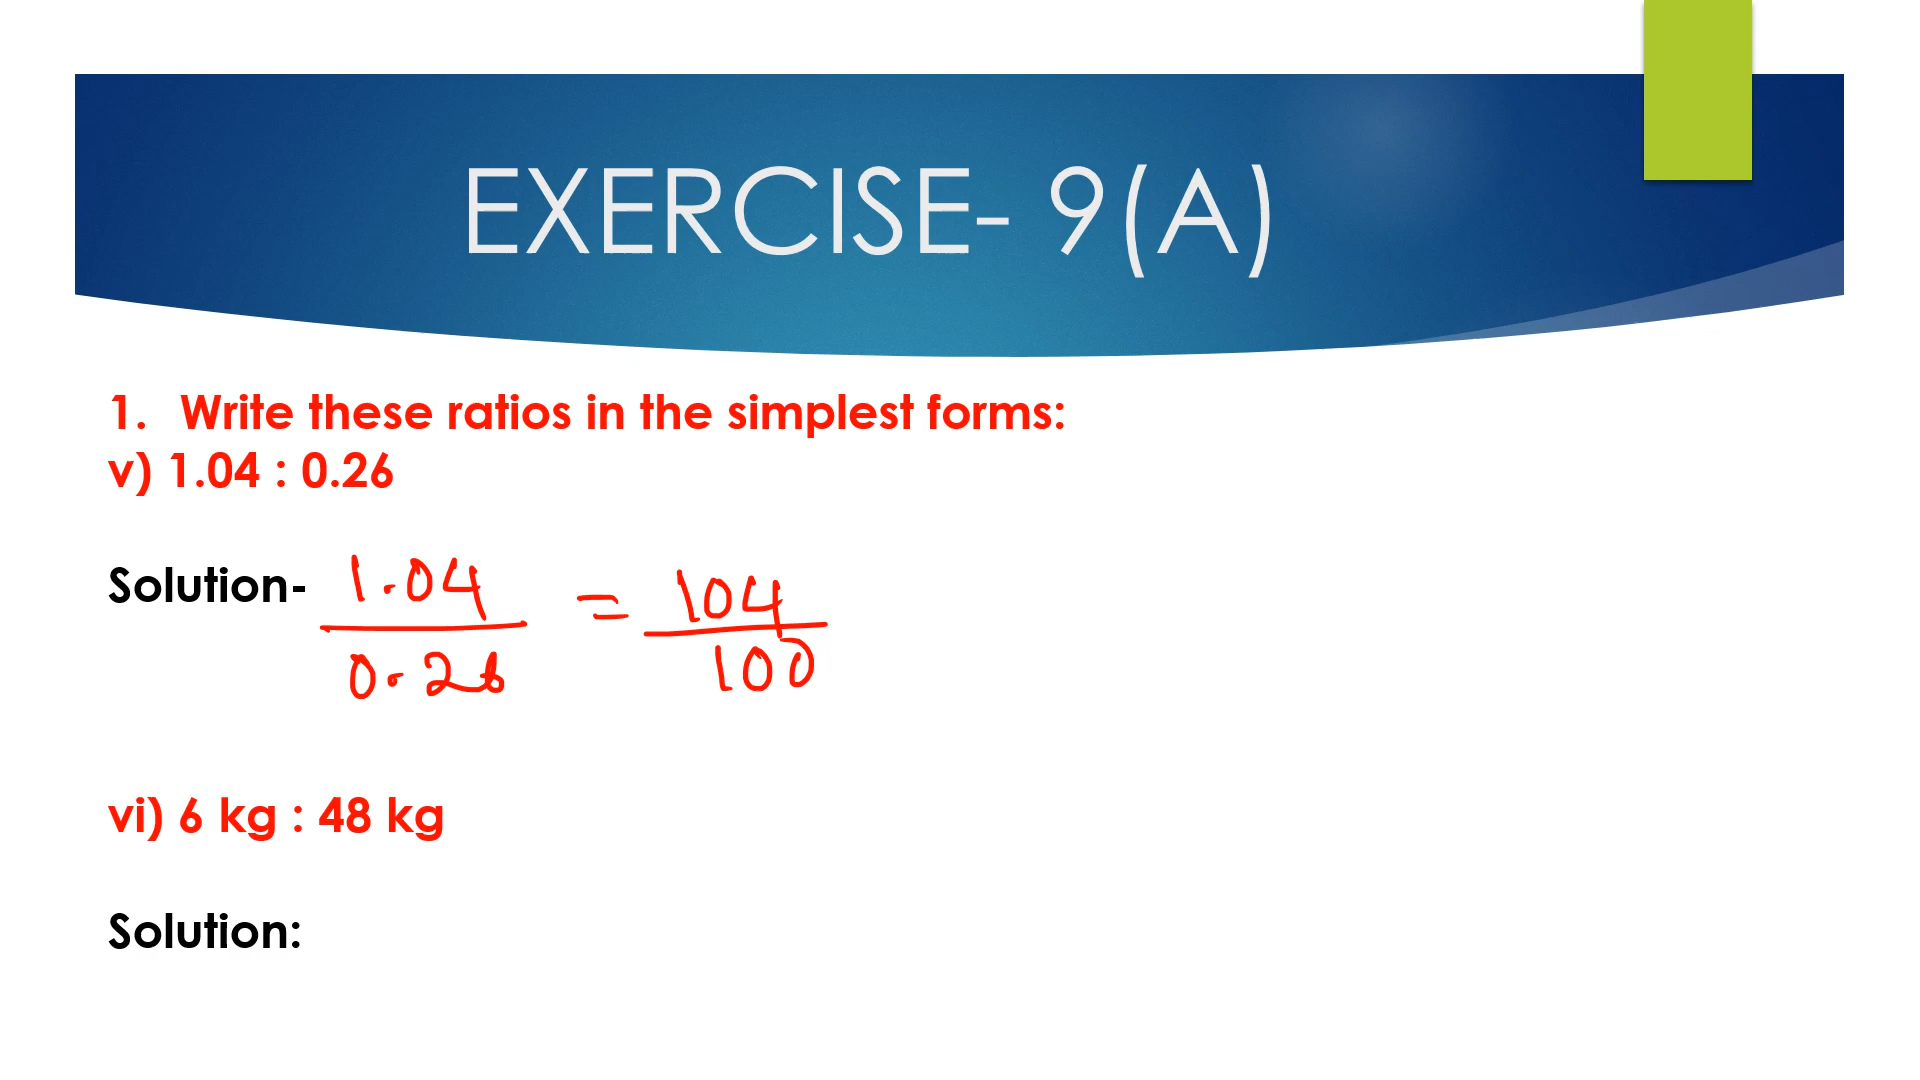 EXERCISE- 9(A)
1. Write these ratios in the simplest forms:
v) 1.04 : 0.26
Solution- 1.04 = 104
0.26 100
vi) 6 kg : 48 kg
Solution: